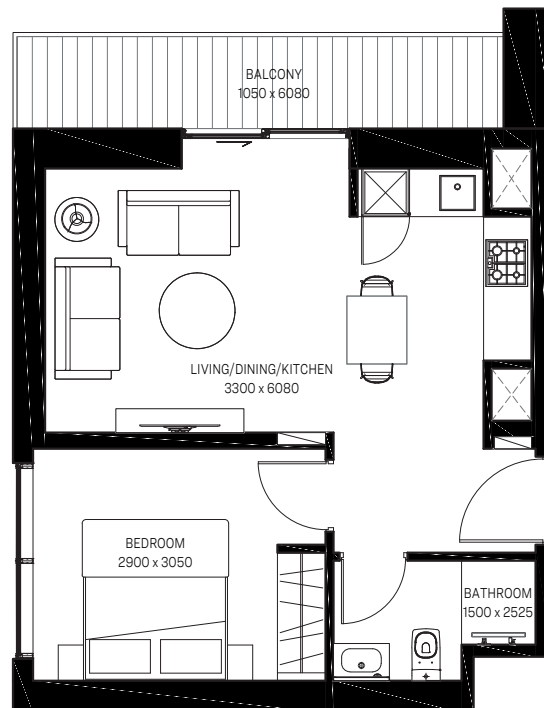 BALCONY
1050 x 6080
LIVING/DINING/KITCHEN
3300 x 6080
BEDROOM
2900 x 3050
BATHROOM
1500 x 2525